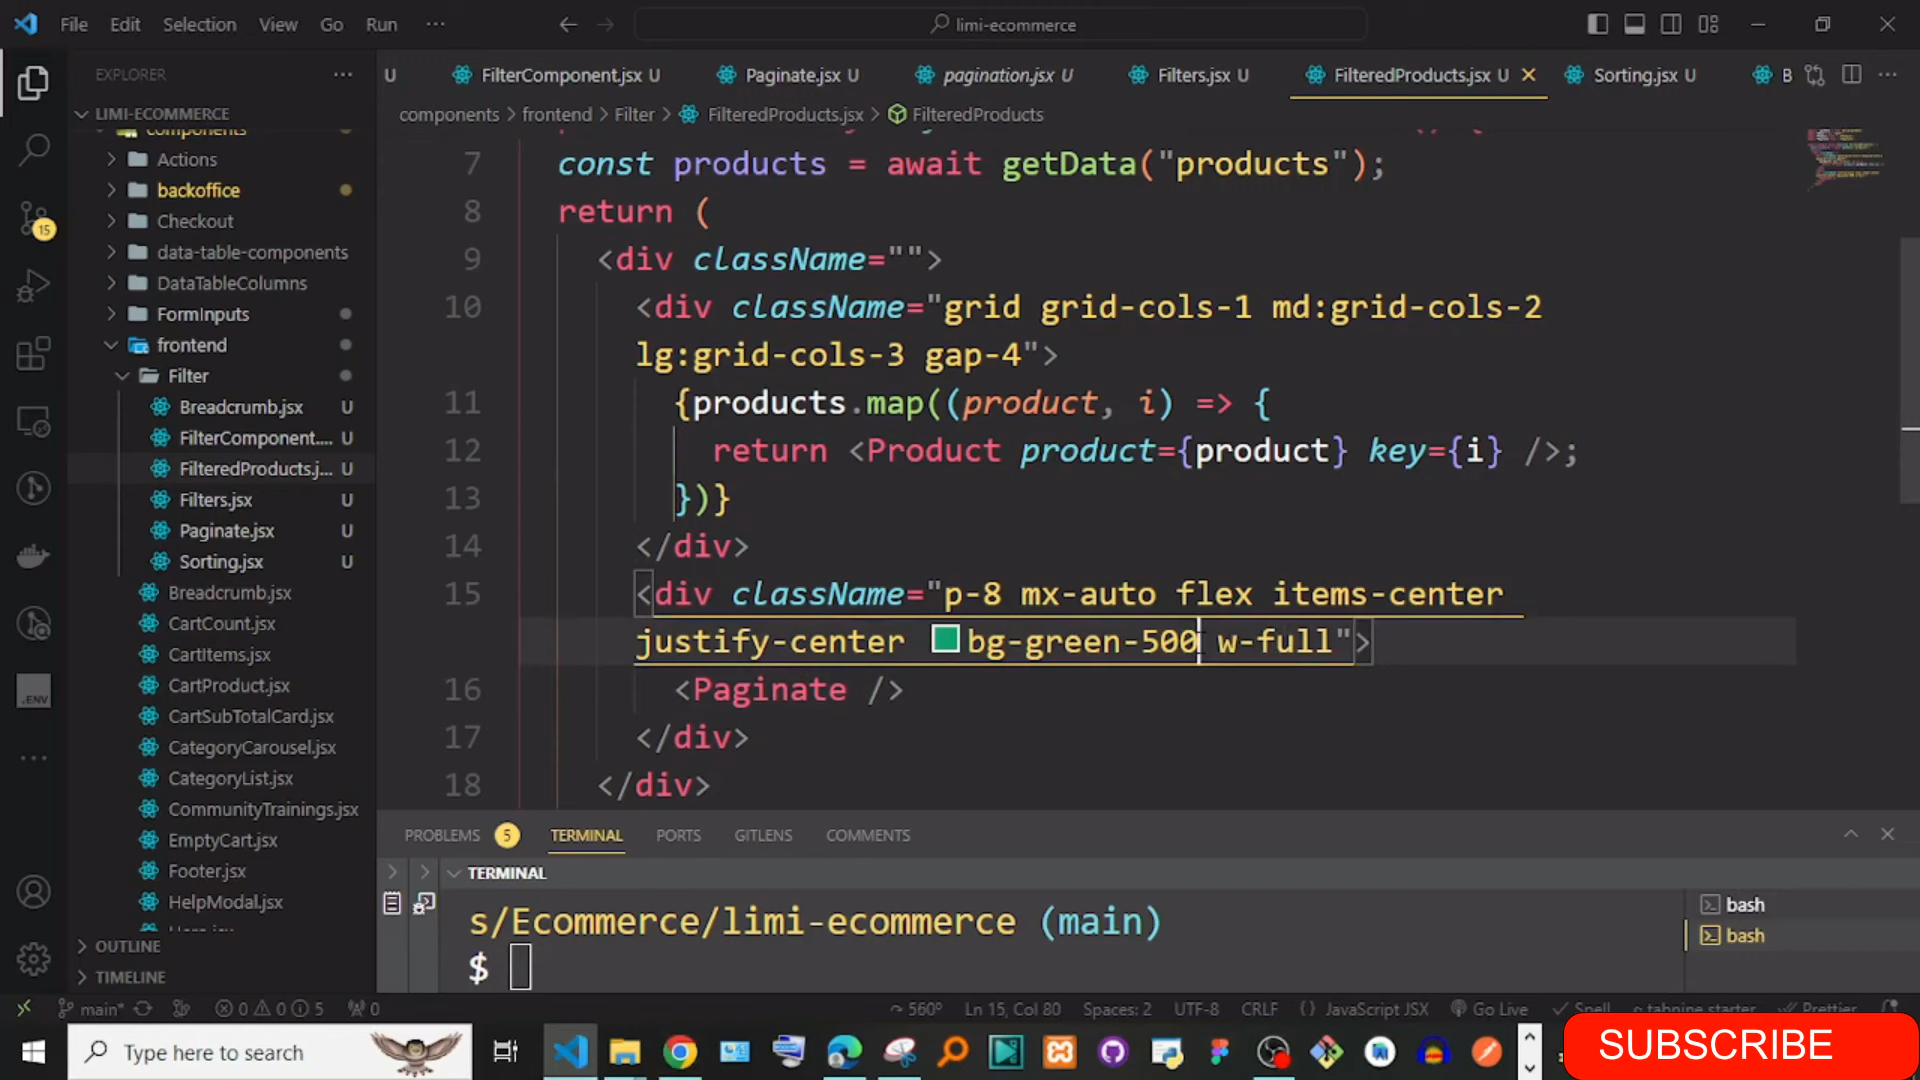 File Edit Selection View Go Run ···
limi-ecommerce
EXPLORER ···
U FilterComponent.jsx U Paginate.jsx U pagination.jsx U Filters.jsx U FilteredProducts.jsx U Sorting.jsx U B
LIMI-ECOMMERCE
components > frontend > Filter > FilteredProducts.jsx > FilteredProducts
components
Actions
backoffice
Checkout
data-table-components
DataTableColumns
FormInputs
frontend
Filter
Breadcrumb.jsx U
FilterComponent.... U
FilteredProducts.j... U
Filters.jsx U
Paginate.jsx U
Sorting.jsx U
Breadcrumb.jsx
CartCount.jsx
CartItems.jsx
CartProduct.jsx
CartSubTotalCard.jsx
CategoryCarousel.jsx
CategoryList.jsx
CommunityTrainings.jsx
EmptyCart.jsx
Footer.jsx
HelpModal.jsx
OUTLINE
TIMELINE
15
.ENV
7 const products = await getData("products");
8 return (
9 <div className="">
10 <div className="grid grid-cols-1 md:grid-cols-2
lg:grid-cols-3 gap-4">
11 {products.map((product, i) => {
12 return <Product product={product} key={i} />;
13 })}
14 </div>
15 <div className="p-8 mx-auto flex items-center
justify-center bg-green-500 w-full">
16 <Paginate />
17 </div>
18 </div>
PROBLEMS 5 TERMINAL PORTS GITLENS COMMENTS
TERMINAL
s/Ecommerce/limi-ecommerce (main)
$
bash
bash
main* 0 0 5 0 560° Ln 15, Col 80 Spaces: 2 UTF-8 CRLF {} JavaScript JSX Go Live Spell tabnine starter Prettier
Type here to search
SUBSCRIBE